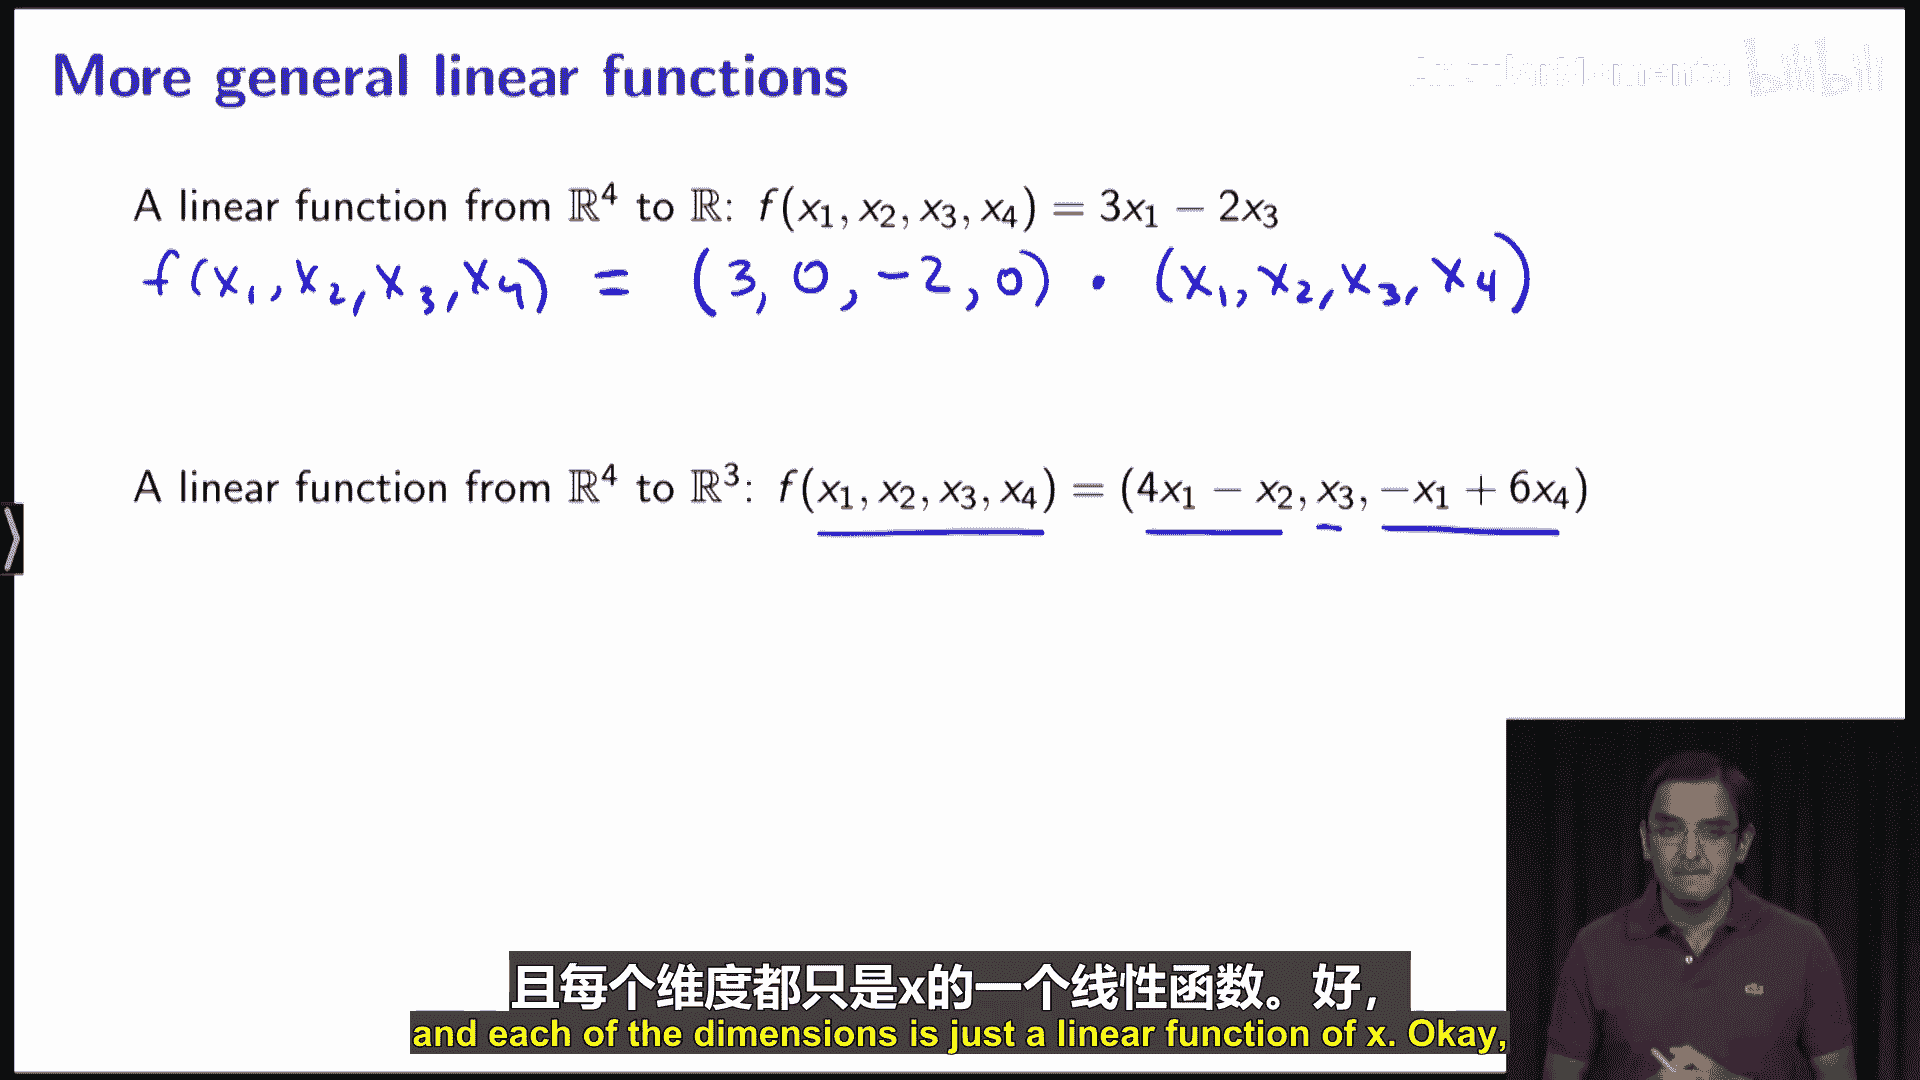 More general linear functions
bilibili
A linear function from ℝ⁴ to ℝ: f(x₁, x₂, x₃, x₄) = 3x₁ − 2x₃
f(x₁, x₂, x₃, x₄) = (3, 0, -2, 0) · (x₁, x₂, x₃, x₄)
A linear function from ℝ⁴ to ℝ³: f(x₁, x₂, x₃, x₄) = (4x₁ − x₂, x₃, −x₁ + 6x₄)
且每个维度都只是x的一个线性函数。好，
and each of the dimensions is just a linear function of x. Okay,